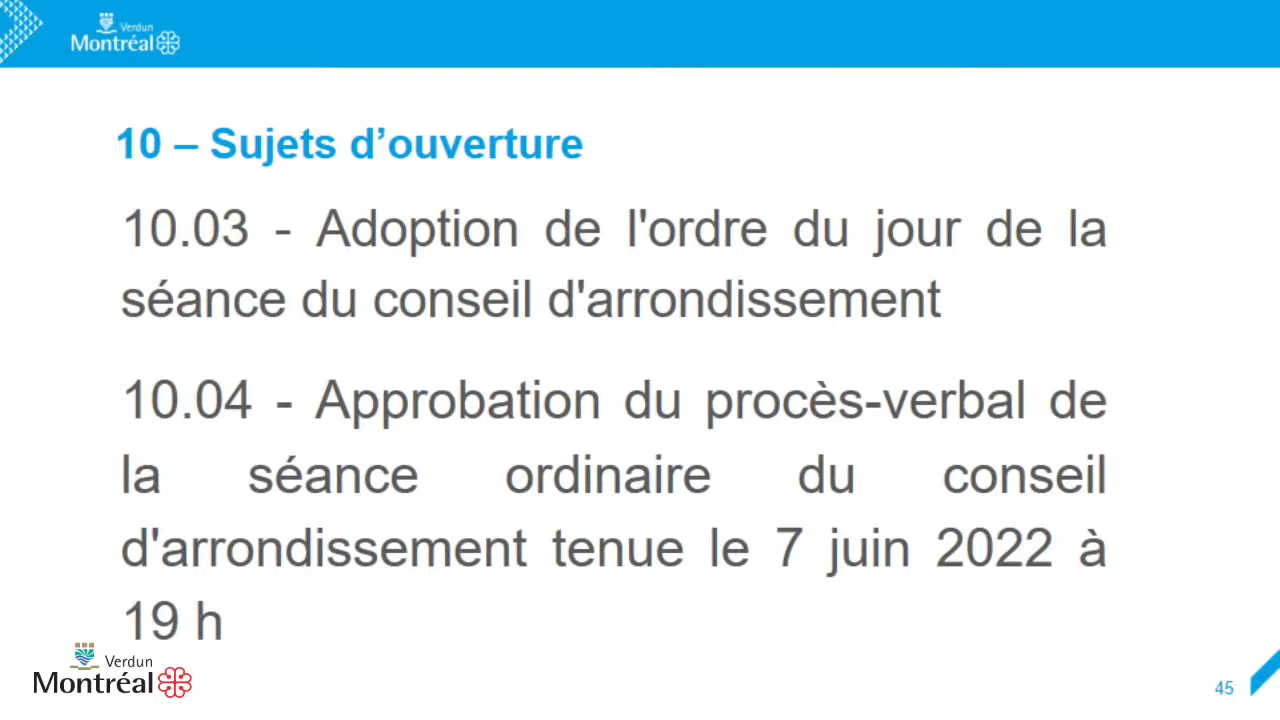 Verdun
Montréal
10 – Sujets d’ouverture
10.03 - Adoption de l'ordre du jour de la
séance du conseil d'arrondissement
10.04 - Approbation du procès-verbal de
la séance ordinaire du conseil
d'arrondissement tenue le 7 juin 2022 à
19 h
Verdun
Montréal
45